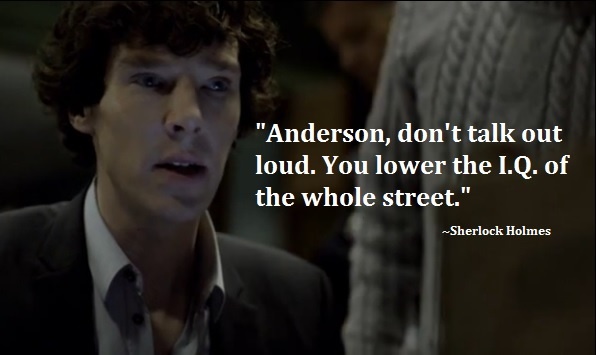 "Anderson, don't talk out
loud. You lower the I.Q. of
the whole street."
~Sherlock Holmes